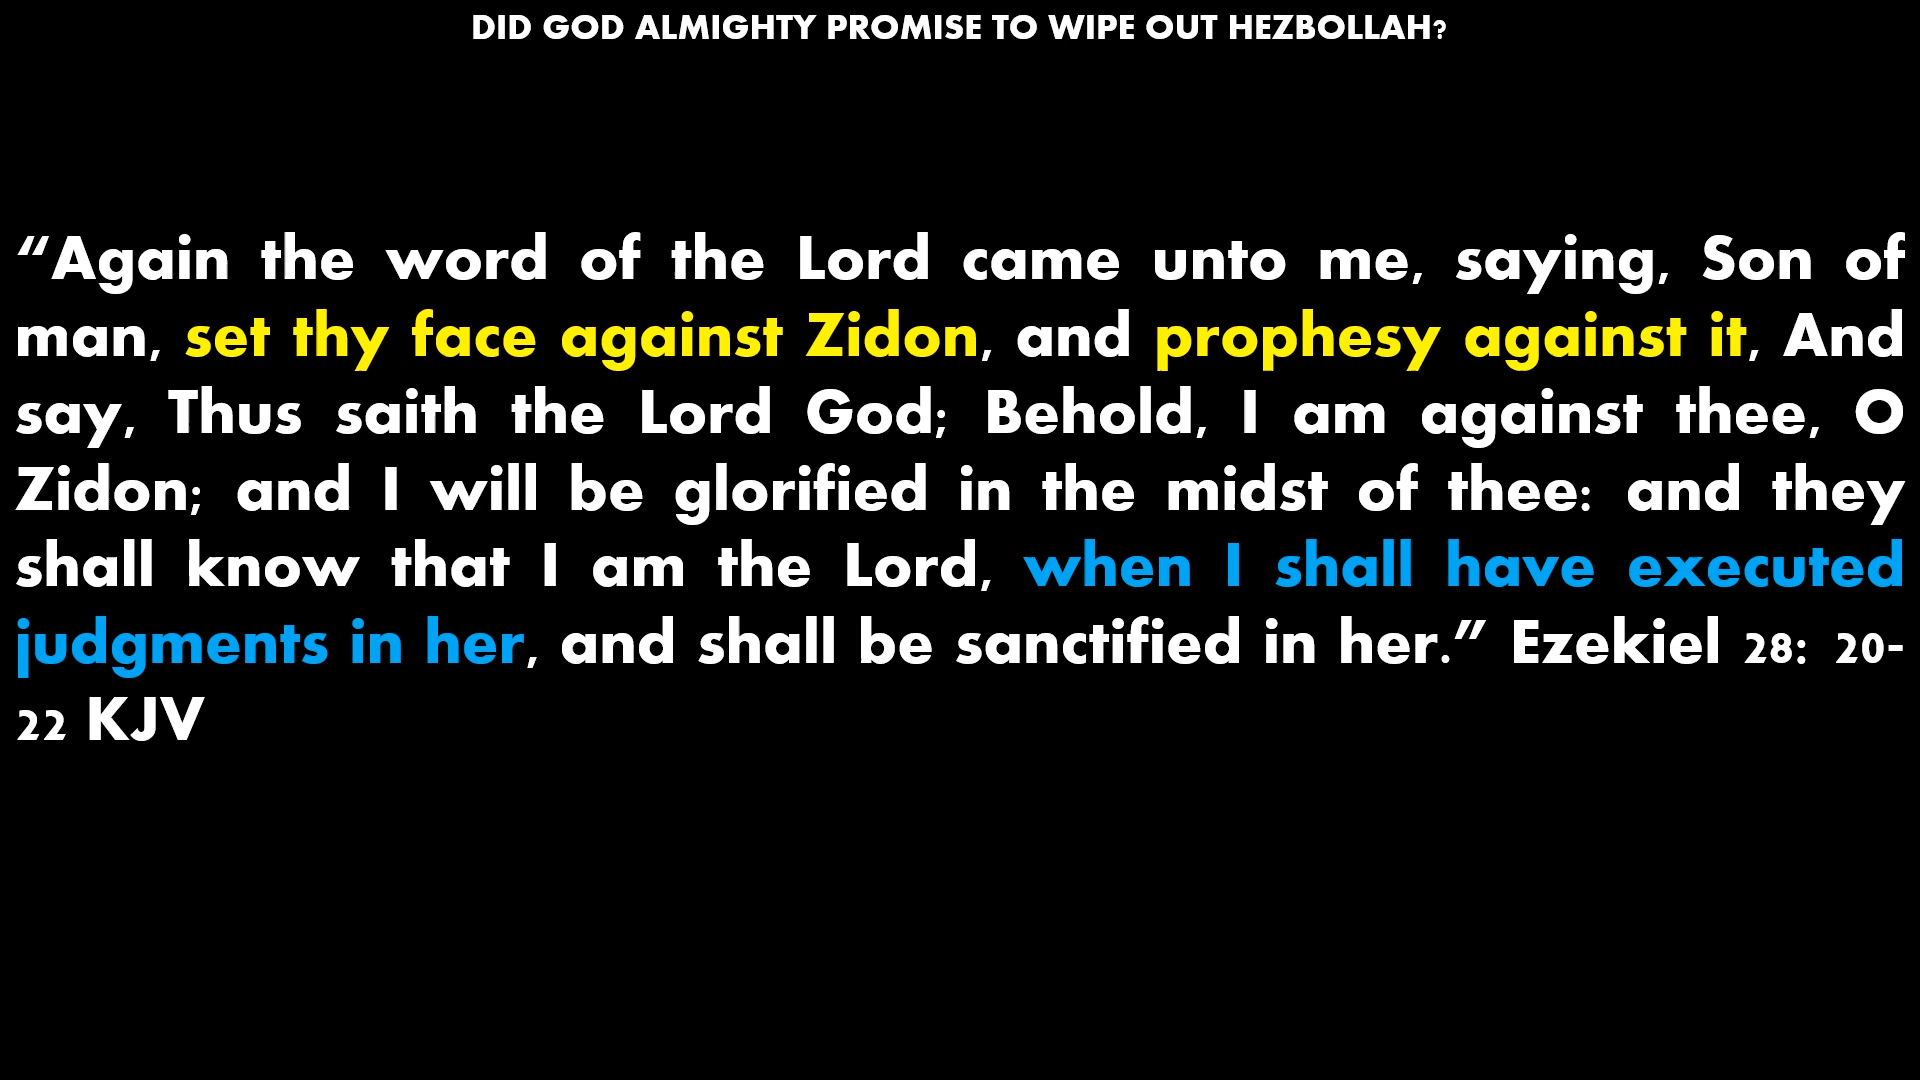 DID GOD ALMIGHTY PROMISE TO WIPE OUT HEZBOLLAH?
“Again the word of the Lord came unto me, saying, Son of
man, set thy face against Zidon, and prophesy against it, And
say, Thus saith the Lord God; Behold, I am against thee, O
Zidon; and I will be glorified in the midst of thee: and they
shall know that I am the Lord, when I shall have executed
judgments in her, and shall be sanctified in her.” Ezekiel 28: 20-
22 KJV